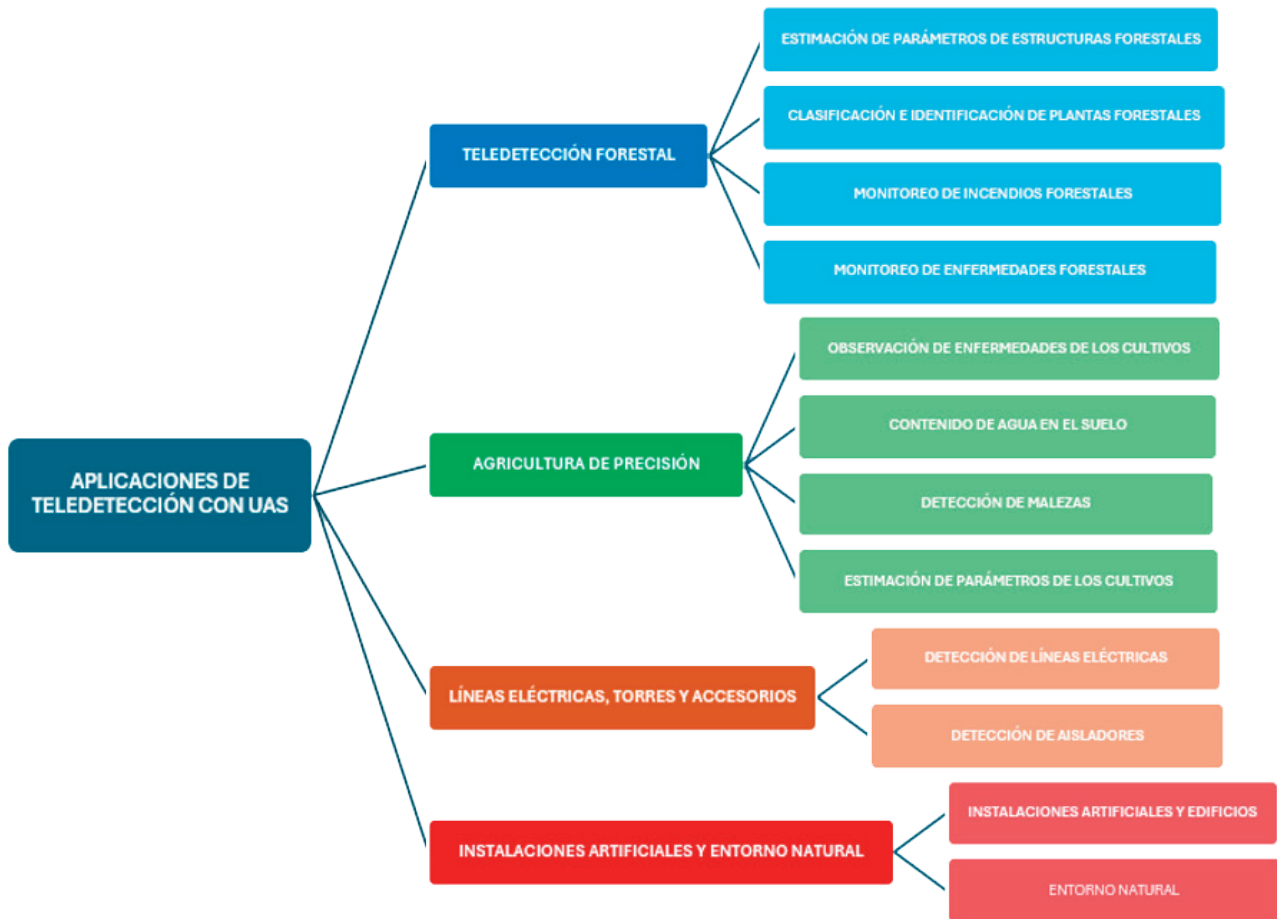 APLICACIONES DE
TELEDETECCIÓN CON UAS
TELEDETECCIÓN FORESTAL
ESTIMACIÓN DE PARÁMETROS DE ESTRUCTURAS FORESTALES
CLASIFICACIÓN E IDENTIFICACIÓN DE PLANTAS FORESTALES
MONITOREO DE INCENDIOS FORESTALES
MONITOREO DE ENFERMEDADES FORESTALES
AGRICULTURA DE PRECISIÓN
OBSERVACIÓN DE ENFERMEDADES DE LOS CULTIVOS
CONTENIDO DE AGUA EN EL SUELO
DETECCIÓN DE MALEZAS
ESTIMACIÓN DE PARÁMETROS DE LOS CULTIVOS
LÍNEAS ELÉCTRICAS, TORRES Y ACCESORIOS
DETECCIÓN DE LÍNEAS ELÉCTRICAS
DETECCIÓN DE AISLADORES
INSTALACIONES ARTIFICIALES Y ENTORNO NATURAL
INSTALACIONES ARTIFICIALES Y EDIFICIOS
ENTORNO NATURAL